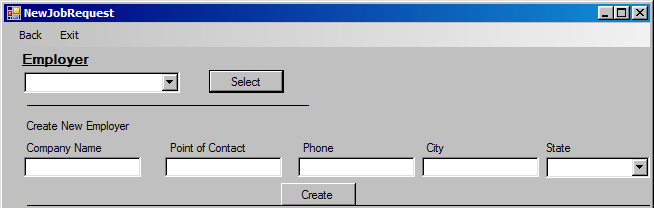 NewJobRequest
Back Exit
Employer
Select
Create New Employer
Company Name Point of Contact Phone City State
Create